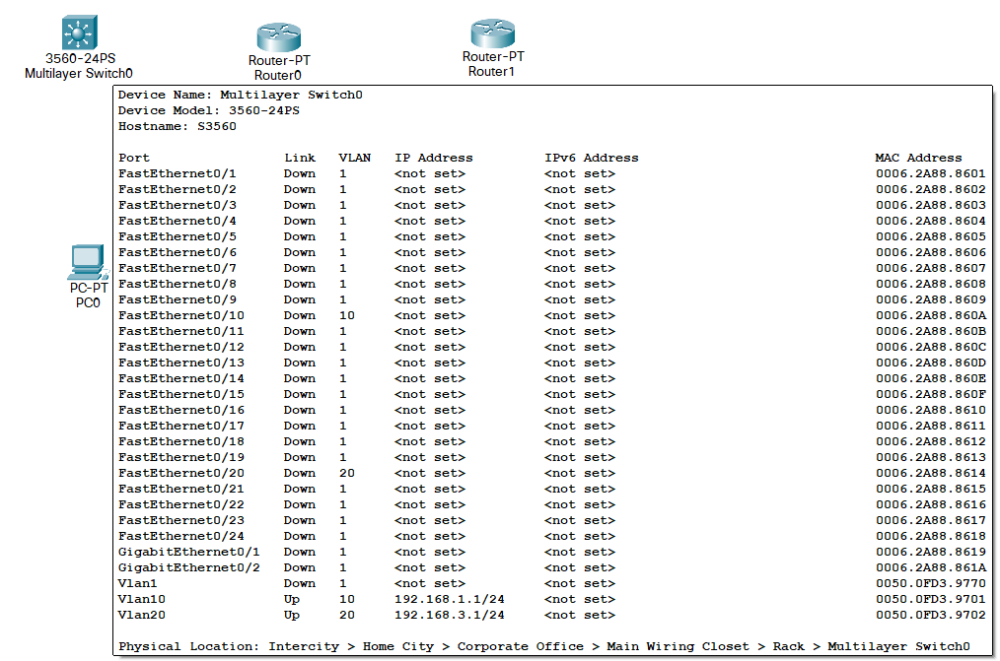 3560-24PS
Multilayer Switch0
Router-PT
Router0
Router-PT
Router1
Device Name: Multilayer Switch0
Device Model: 3560-24PS
Hostname: S3560
Port Link VLAN IP Address IPv6 Address MAC Address
FastEthernet0/1 Down 1 <not set> <not set> 0006.2A88.8601
FastEthernet0/2 Down 1 <not set> <not set> 0006.2A88.8602
FastEthernet0/3 Down 1 <not set> <not set> 0006.2A88.8603
FastEthernet0/4 Down 1 <not set> <not set> 0006.2A88.8604
FastEthernet0/5 Down 1 <not set> <not set> 0006.2A88.8605
FastEthernet0/6 Down 1 <not set> <not set> 0006.2A88.8606
FastEthernet0/7 Down 1 <not set> <not set> 0006.2A88.8607
FastEthernet0/8 Down 1 <not set> <not set> 0006.2A88.8608
FastEthernet0/9 Down 1 <not set> <not set> 0006.2A88.8609
FastEthernet0/10 Down 10 <not set> <not set> 0006.2A88.860A
FastEthernet0/11 Down 1 <not set> <not set> 0006.2A88.860B
FastEthernet0/12 Down 1 <not set> <not set> 0006.2A88.860C
FastEthernet0/13 Down 1 <not set> <not set> 0006.2A88.860D
FastEthernet0/14 Down 1 <not set> <not set> 0006.2A88.860E
FastEthernet0/15 Down 1 <not set> <not set> 0006.2A88.860F
FastEthernet0/16 Down 1 <not set> <not set> 0006.2A88.8610
FastEthernet0/17 Down 1 <not set> <not set> 0006.2A88.8611
FastEthernet0/18 Down 1 <not set> <not set> 0006.2A88.8612
FastEthernet0/19 Down 1 <not set> <not set> 0006.2A88.8613
FastEthernet0/20 Down 20 <not set> <not set> 0006.2A88.8614
FastEthernet0/21 Down 1 <not set> <not set> 0006.2A88.8615
FastEthernet0/22 Down 1 <not set> <not set> 0006.2A88.8616
FastEthernet0/23 Down 1 <not set> <not set> 0006.2A88.8617
FastEthernet0/24 Down 1 <not set> <not set> 0006.2A88.8618
GigabitEthernet0/1 Down 1 <not set> <not set> 0006.2A88.8619
GigabitEthernet0/2 Down 1 <not set> <not set> 0006.2A88.861A
Vlan1 Down 1 <not set> <not set> 0050.0FD3.9770
Vlan10 Up 10 192.168.1.1/24 <not set> 0050.0FD3.9701
Vlan20 Up 20 192.168.3.1/24 <not set> 0050.0FD3.9702
Physical Location: Intercity > Home City > Corporate Office > Main Wiring Closet > Rack > Multilayer Switch0
PC-PT
PC0